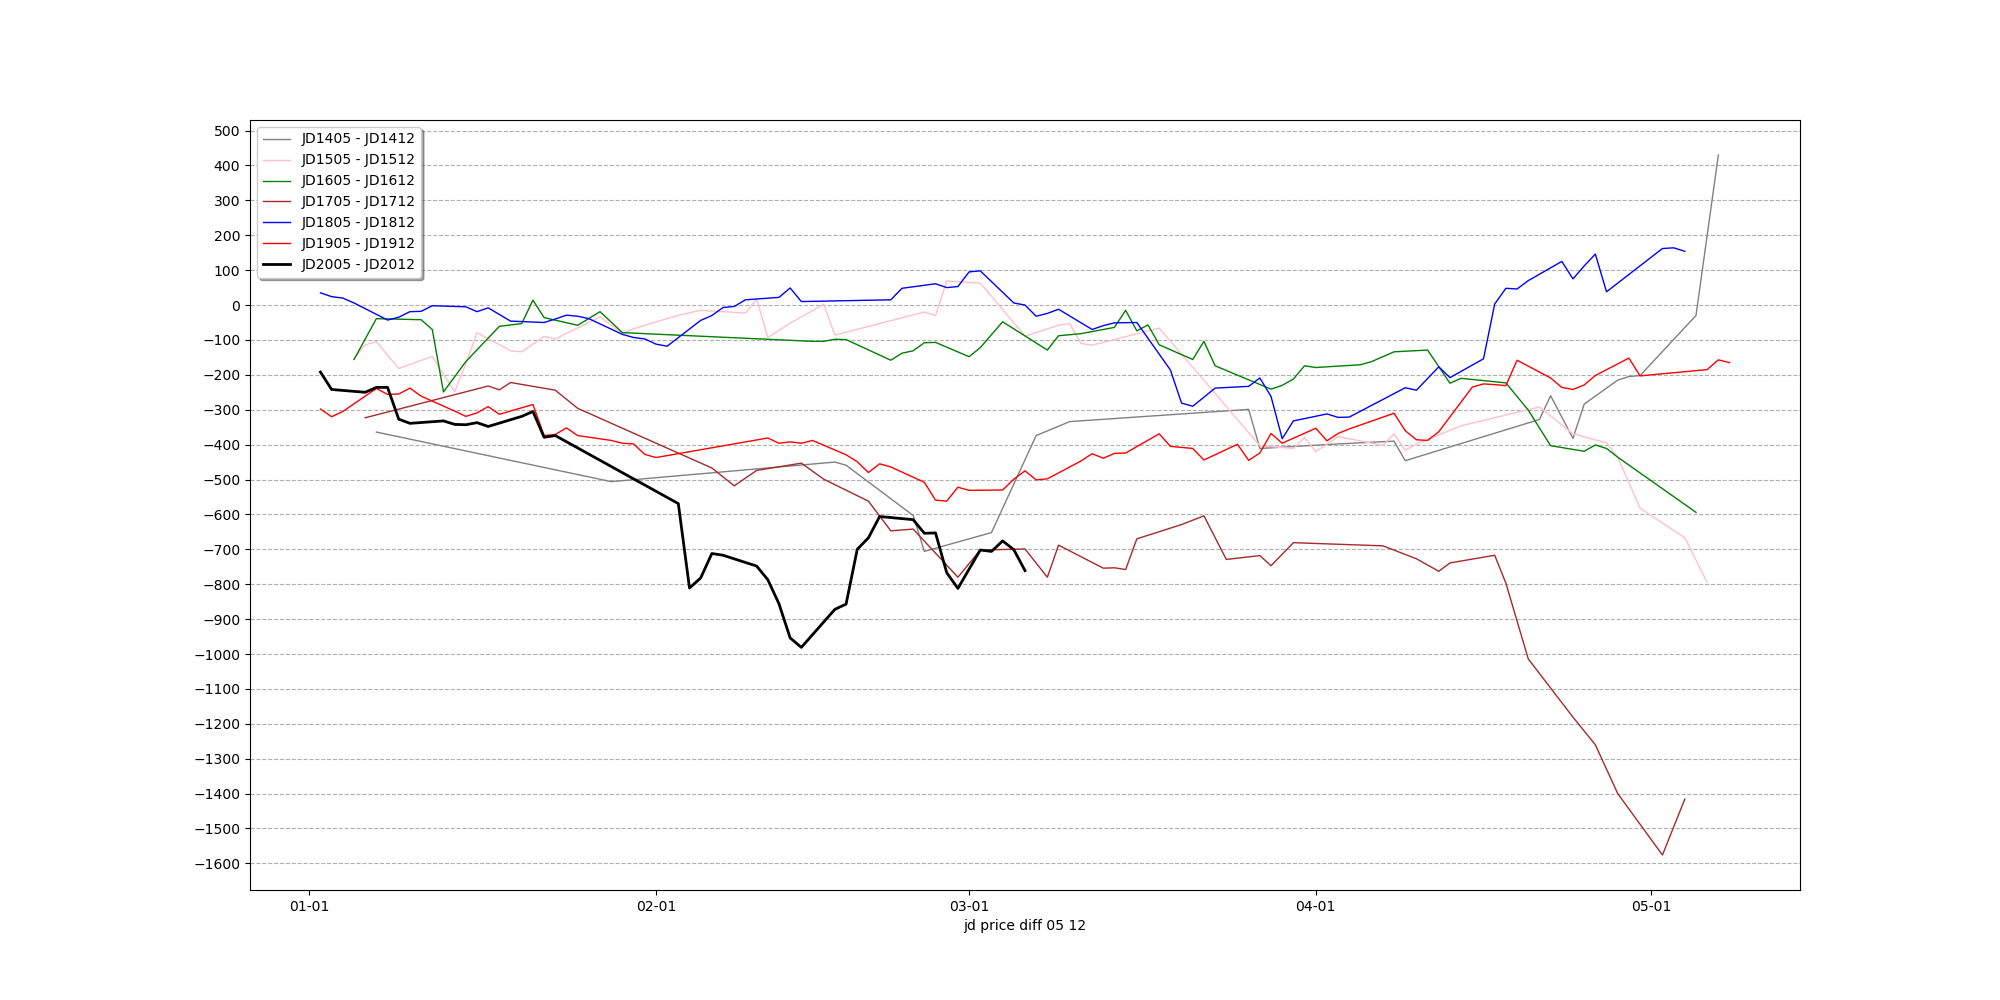 500
400
300
200
100
0
−100
−200
−300
−400
−500
−600
−700
−800
−900
−1000
−1100
−1200
−1300
−1400
−1500
−1600
JD1405 - JD1412
JD1505 - JD1512
JD1605 - JD1612
JD1705 - JD1712
JD1805 - JD1812
JD1905 - JD1912
JD2005 - JD2012
01-01 02-01 03-01 04-01 05-01
jd price diff 05 12